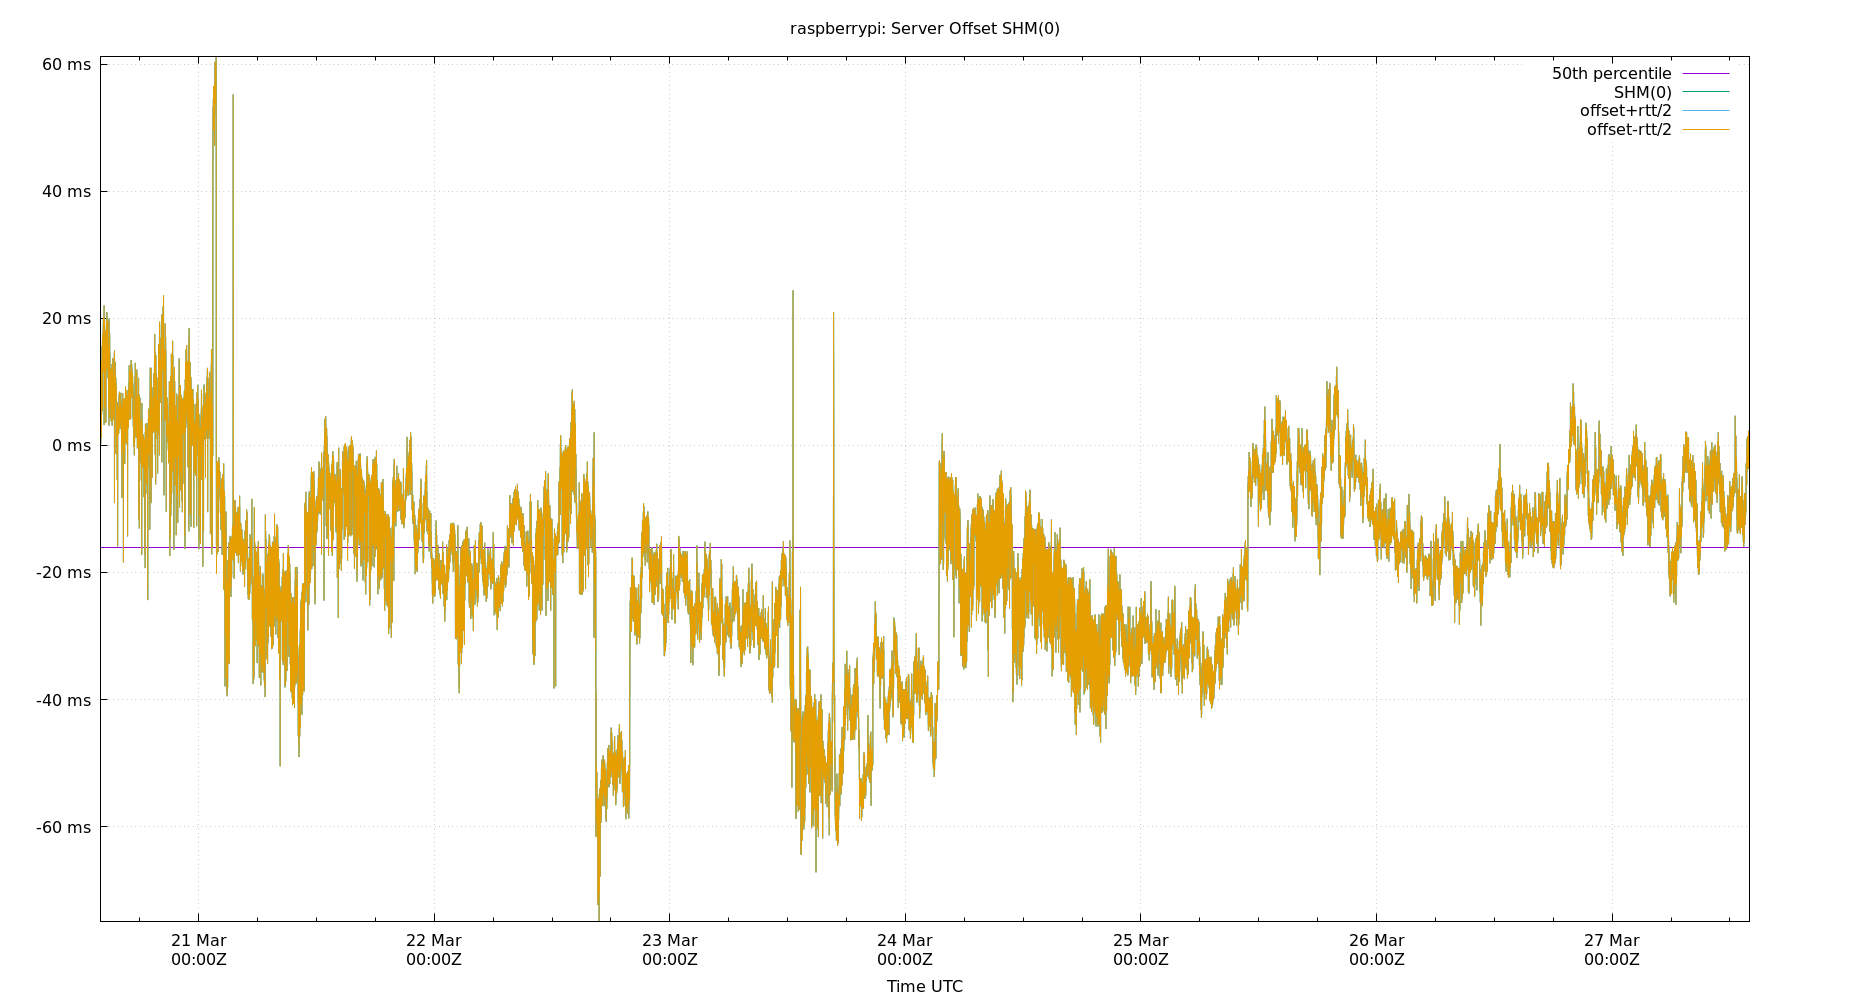 raspberrypi: Server Offset SHM(0)
60 ms
40 ms
20 ms
0 ms
-20 ms
-40 ms
-60 ms
50th percentile
SHM(0)
offset+rtt/2
offset-rtt/2
21 Mar 22 Mar 23 Mar 24 Mar 25 Mar 26 Mar 27 Mar
00:00Z 00:00Z 00:00Z 00:00Z 00:00Z 00:00Z 00:00Z
Time UTC